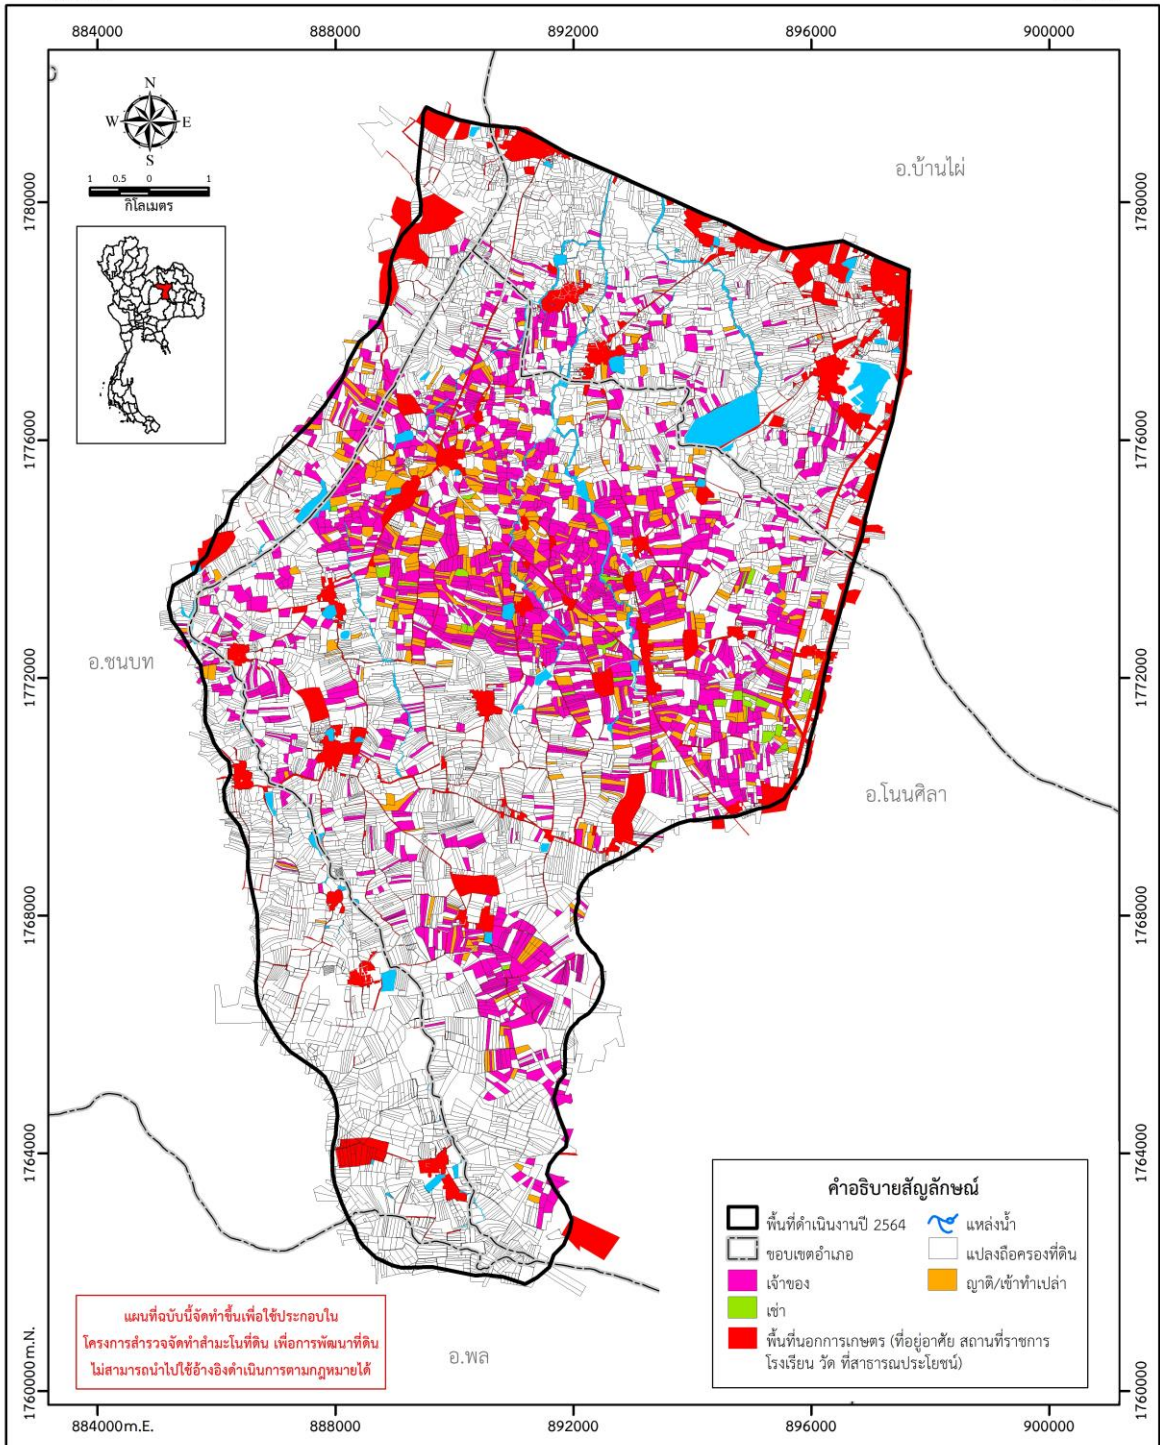 884000 888000 892000 896000 900000
N
W E
S
1 0.5 0 1
กิโลเมตร
อ.บ้านไผ่
1780000 1780000
1776000 1776000
อ.ชนบท
1772000 1772000
อ.โนนศิลา
1768000 1768000
1764000 1764000
คำอธิบายสัญลักษณ์
พื้นที่ดำเนินงานปี 2564 แหล่งน้ำ
ขอบเขตอำเภอ แปลงถือครองที่ดิน
เจ้าของ ญาติ/เข้าทำเปล่า
เช่า
พื้นที่นอกการเกษตร (ที่อยู่อาศัย สถานที่ราชการ
โรงเรียน วัด ที่สาธารณประโยชน์)
แผนที่ฉบับนี้จัดทำขึ้นเพื่อใช้ประกอบใน
โครงการสำรวจจัดทำสำมะโนที่ดิน เพื่อการพัฒนาที่ดิน
ไม่สามารถนำไปใช้อ้างอิงดำเนินการตามกฎหมายได้
อ.พล
1760000m.N. 1760000
884000m.E. 888000 892000 896000 900000